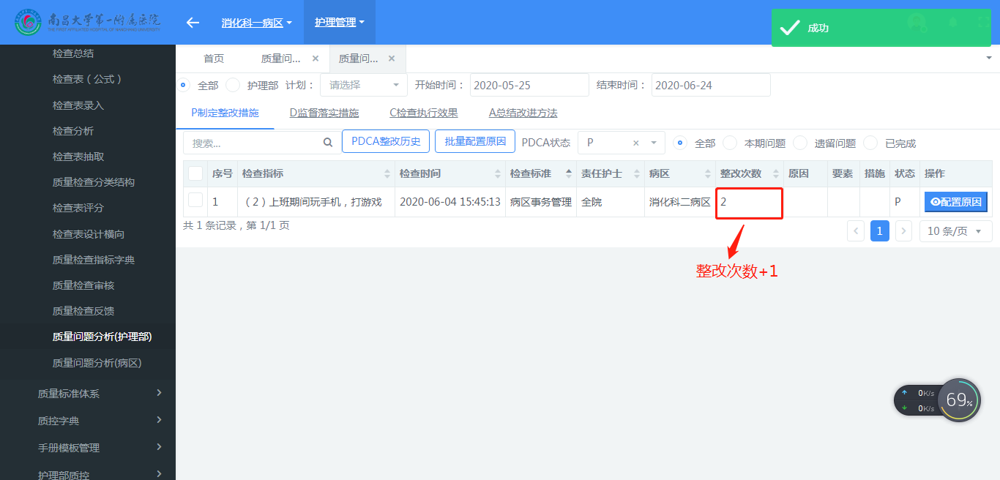 南昌大学第一附属医院
THE FIRST AFFILIATED HOSPITAL OF NANCHANG UNIVERSITY
消化科一病区
护理管理
成功
检查总结
检查表（公式）
检查表录入
检查分析
检查表抽取
质量检查分类结构
检查表评分
检查表设计横向
质量检查指标字典
质量检查审核
质量检查反馈
质量问题分析(护理部)
质量问题分析(病区)
质量标准体系
质控字典
手册模板管理
护理部质控
首页 质量问... × 质量问... ×
全部 护理部 计划： 请选择 开始时间： 2020-05-25 结束时间： 2020-06-24
P制定整改措施 D监督落实措施 C检查执行效果 A总结改进方法
搜索... PDCA整改历史 批量配置原因 PDCA状态 P × 全部 本期问题 遗留问题 已完成
序号 检查指标 检查时间 检查标准 责任护士 病区 整改次数 原因 要素 措施 状态 操作
1 （2）上班期间玩手机，打游戏 2020-06-04 15:45:13 病区事务管理 全院 消化科二病区 2 P 配置原因
共 1 条记录，第 1/1 页
1 10 条/页
整改次数+1
0K/s
0K/s
69%